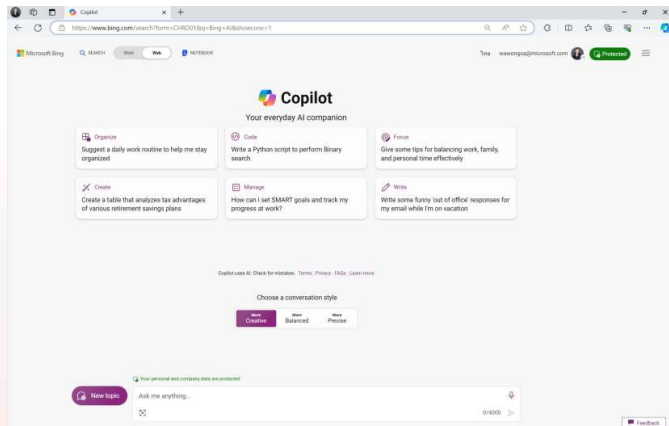 Copilot
https://www.bing.com/search?form=CHRD01&q=Bing+AI&showconv=1
Microsoft Bing
SEARCH
Work
Web
NOTEBOOK
wawongsa@microsoft.com
Protected
Copilot
Your everyday AI companion
Organize
Suggest a daily work routine to help me stay
organized
Code
Write a Python script to perform Binary
search
Focus
Give some tips for balancing work, family,
and personal time effectively
Create
Create a table that analyzes tax advantages
of various retirement savings plans
Manage
How can I set SMART goals and track my
progress at work?
Write
Write some funny 'out of office' responses for
my email while I'm on vacation
Copilot uses AI. Check for mistakes. Terms | Privacy | FAQs | Learn more
Choose a conversation style
More
Creative
More
Balanced
More
Precise
Your personal and company data are protected
New topic
Ask me anything...
0/4000
Feedback